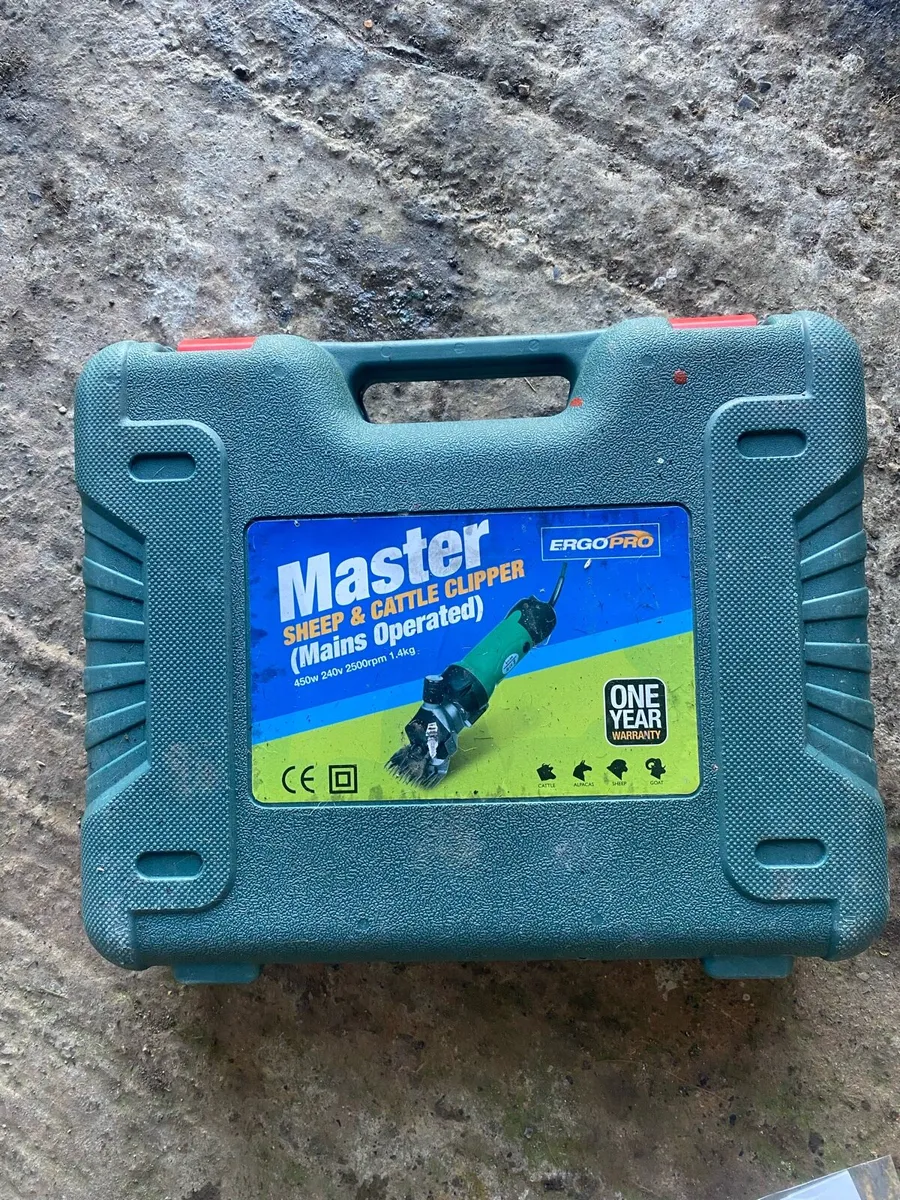 Master
ERGOPRO
SHEEP & CATTLE CLIPPER
(Mains Operated)
450w 240v 2500rpm 1.4kg
ONE
YEAR
WARRANTY
CE
CATTLE ALPACAS SHEEP GOAT